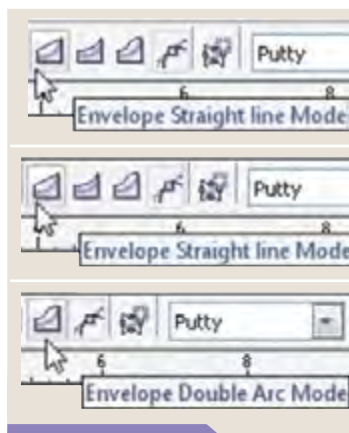 Putty
6 8
Envelope Straight line Mode
Putty
6 8
Envelope Straight line Mode
Putty
6 8
Envelope Double Arc Mode